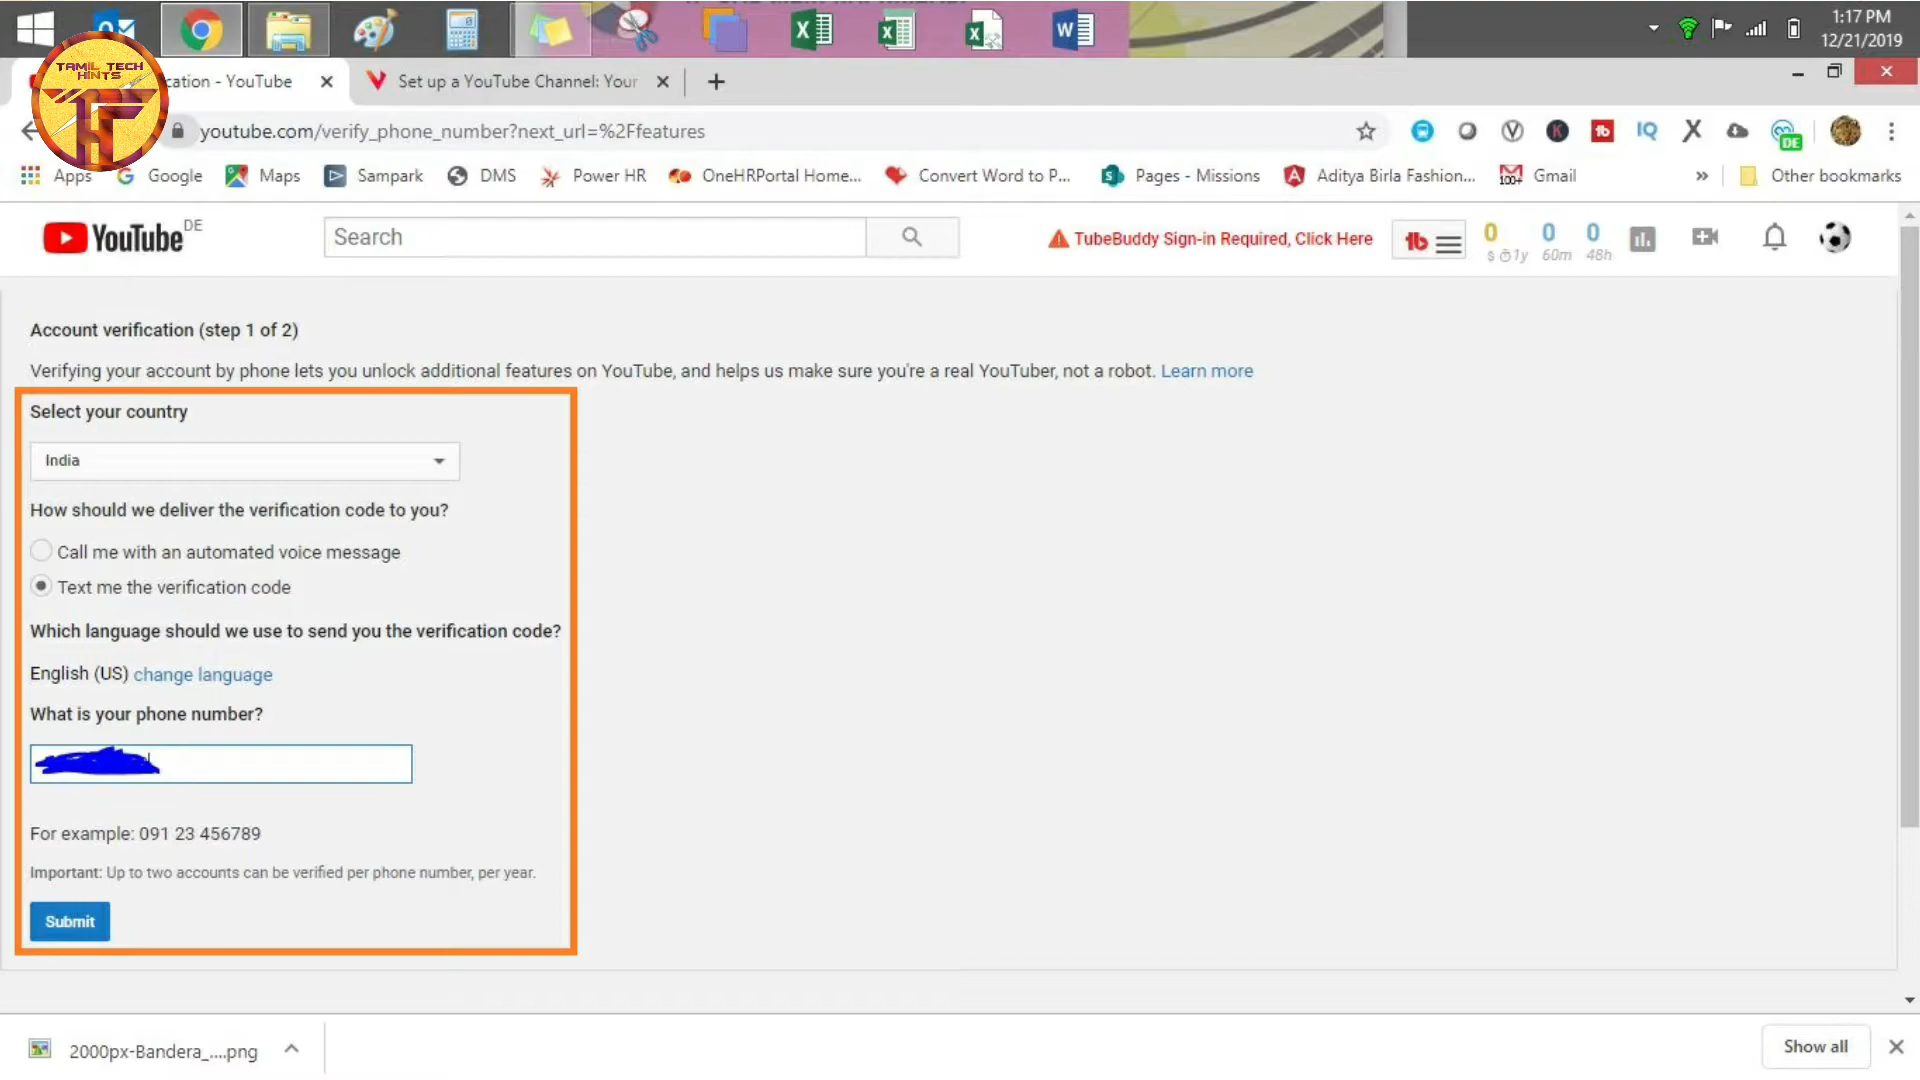 1:17 PM
12/21/2019
TAMIL TECH
HINTS
cation - YouTube
Set up a YouTube Channel: Your
youtube.com/verify_phone_number?next_url=%2Ffeatures
DE
Apps
Google
Maps
Sampark
DMS
Power HR
OneHRPortal Home...
Convert Word to P...
Pages - Missions
Aditya Birla Fashion...
100+
Gmail
»
Other bookmarks
YouTube DE
Search
TubeBuddy Sign-in Required, Click Here
0 0 0
$ 1y 60m 48h
Account verification (step 1 of 2)
Verifying your account by phone lets you unlock additional features on YouTube, and helps us make sure you're a real YouTuber, not a robot. Learn more
Select your country
India
How should we deliver the verification code to you?
Call me with an automated voice message
Text me the verification code
Which language should we use to send you the verification code?
English (US) change language
What is your phone number?
For example: 091 23 456789
Important: Up to two accounts can be verified per phone number, per year.
Submit
2000px-Bandera_....png
Show all